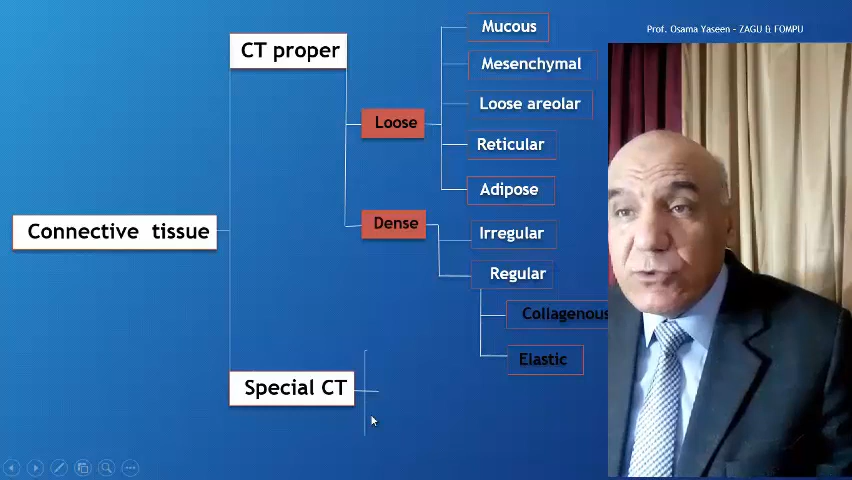 Prof. Osama Yaseen – ZAGU & FOMPU
Connective tissue
CT proper
Loose
Mucous
Mesenchymal
Loose areolar
Reticular
Adipose
Dense
Irregular
Regular
Collagenous
Elastic
Special CT